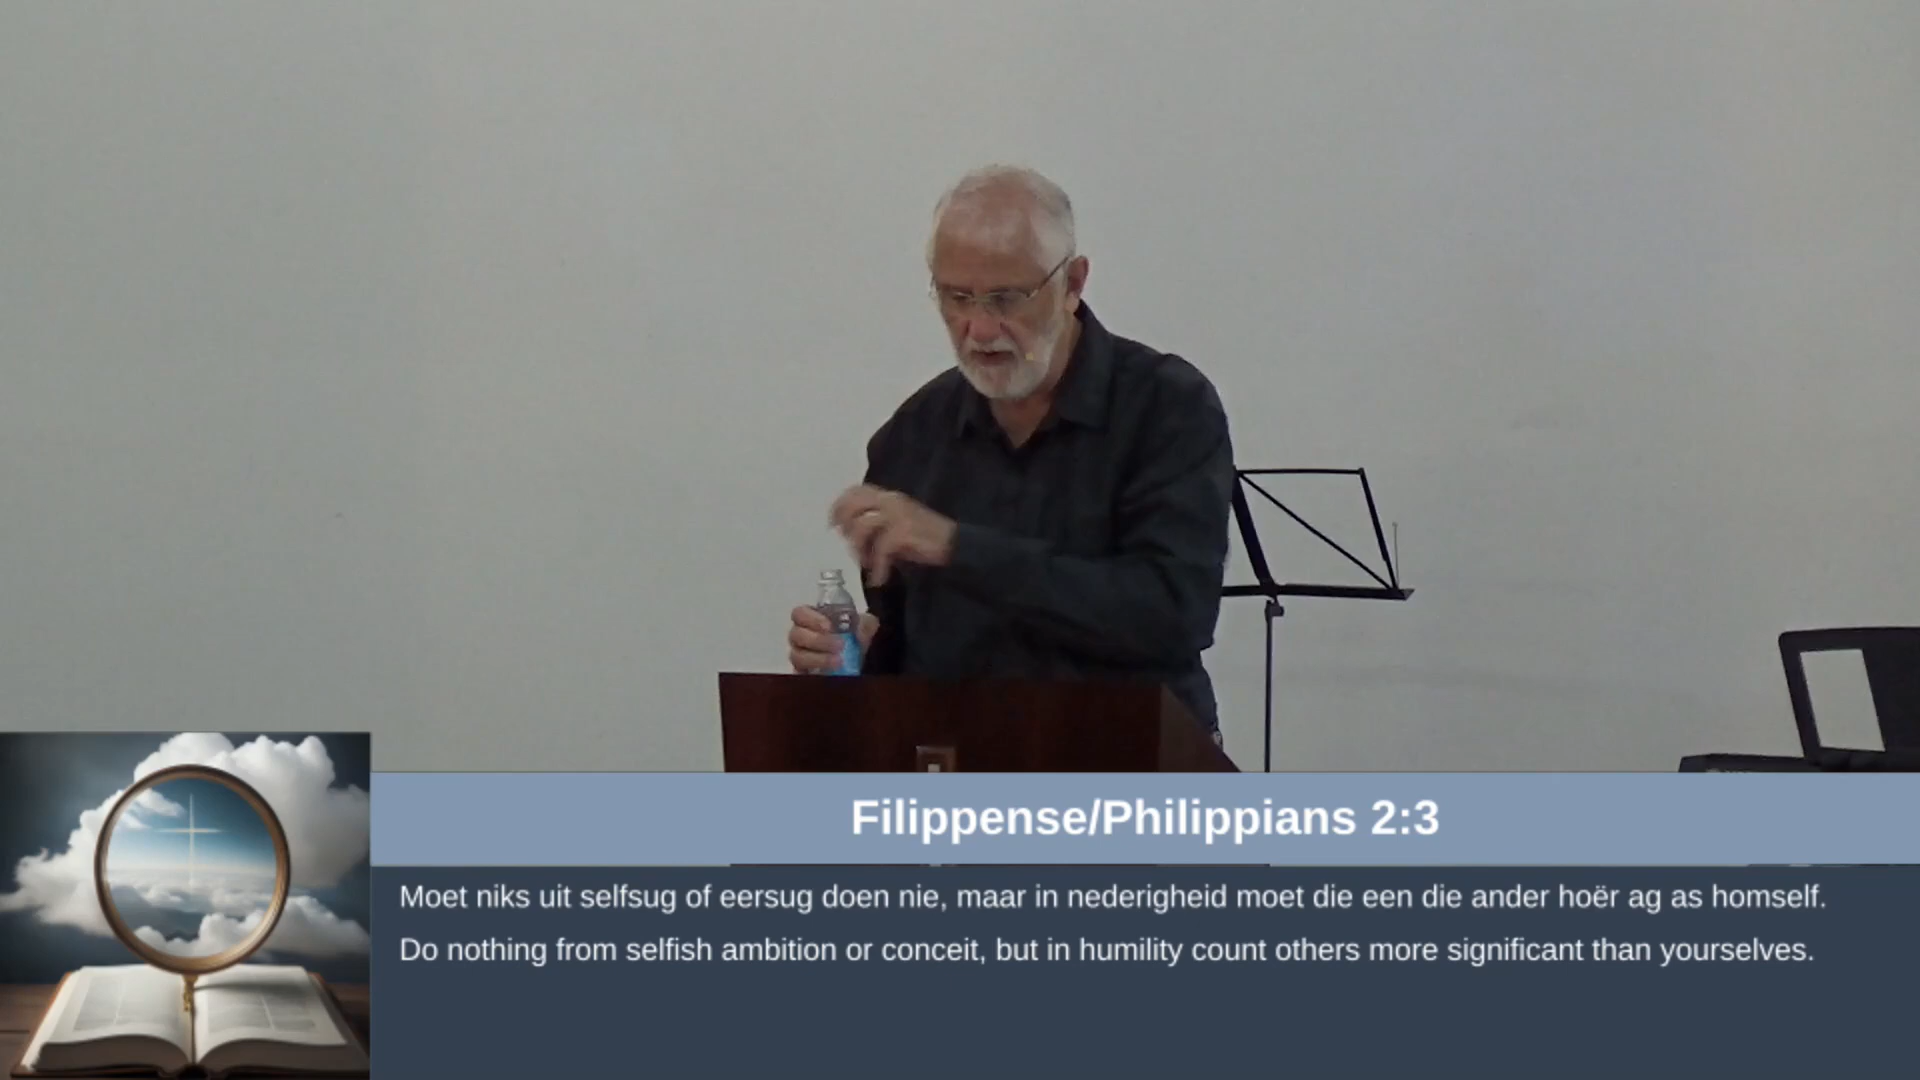 Filippense/Philippians 2:3
Moet niks uit selfsug of eersug doen nie, maar in nederigheid moet die een die ander hoër ag as homself.
Do nothing from selfish ambition or conceit, but in humility count others more significant than yourselves.